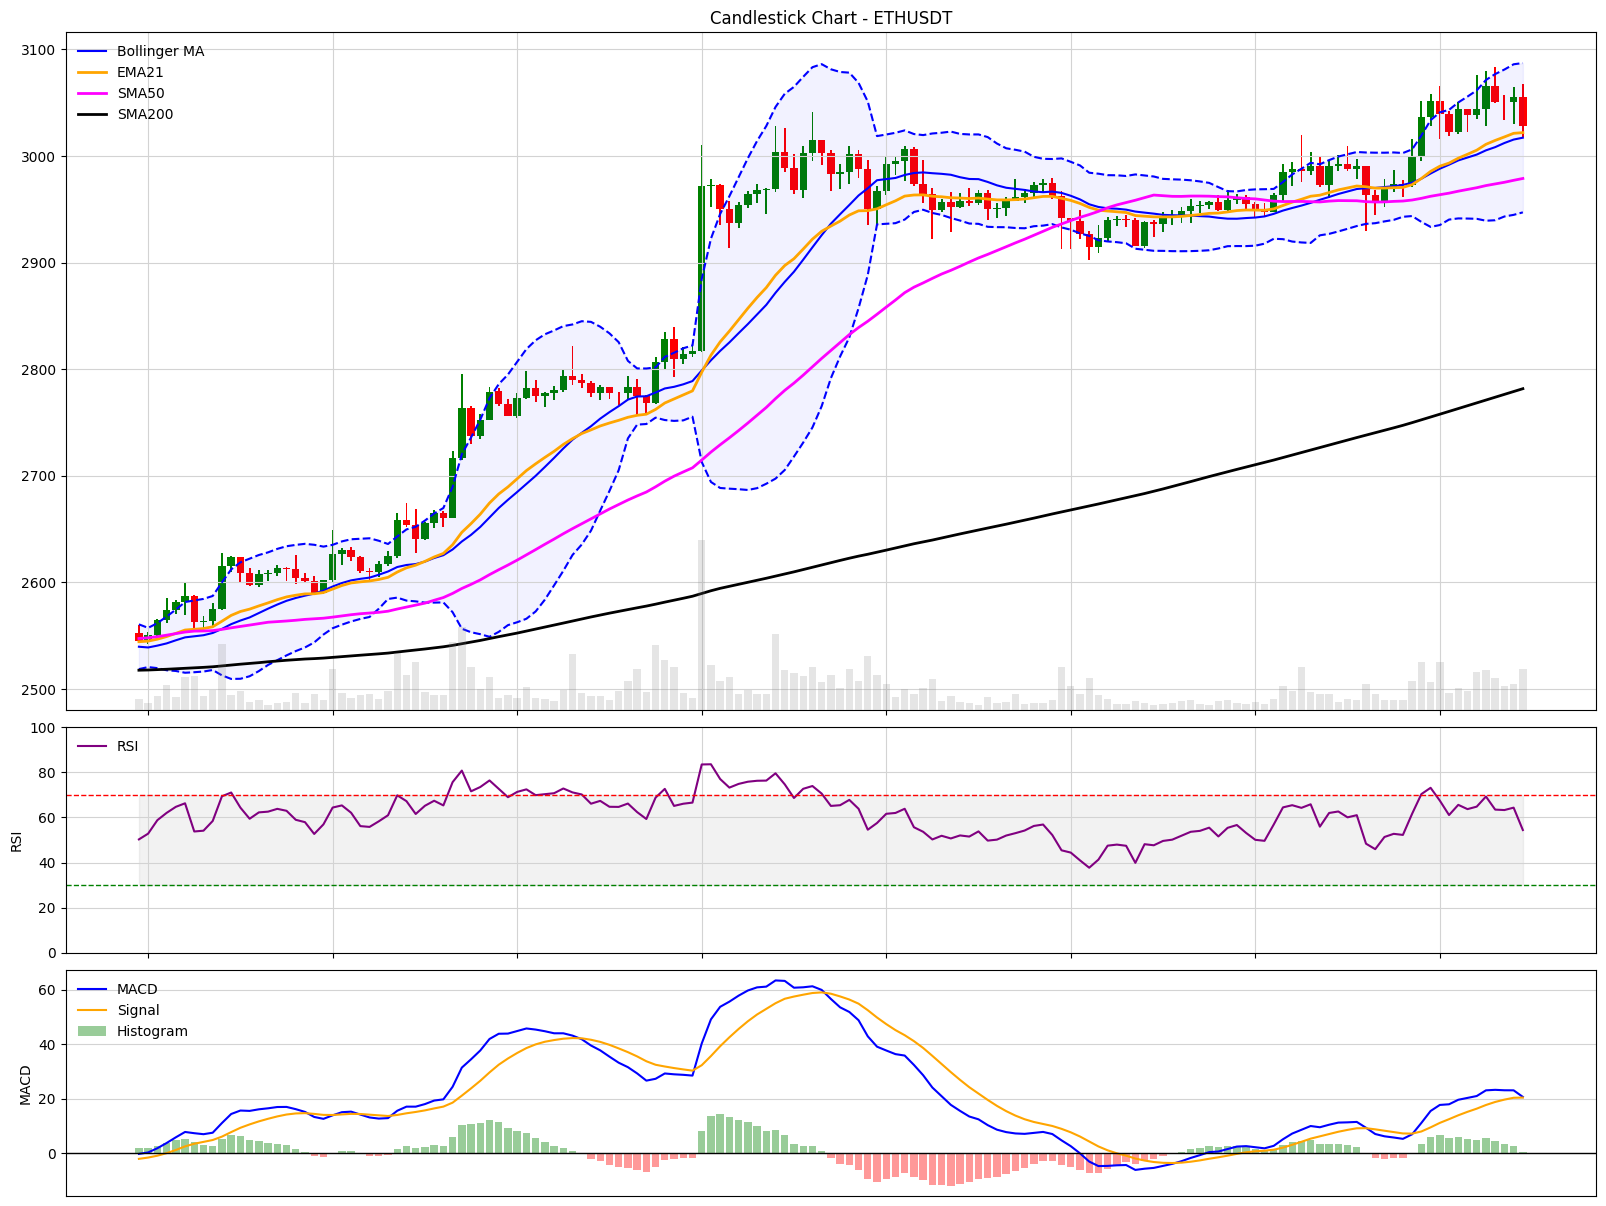 Candlestick Chart - ETHUSDT
Bollinger MA
EMA21
SMA50
SMA200
3100
3000
2900
2800
2700
2600
2500
RSI
100
80
60
40
20
0
RSI
MACD
Signal
Histogram
60
40
20
0
MACD